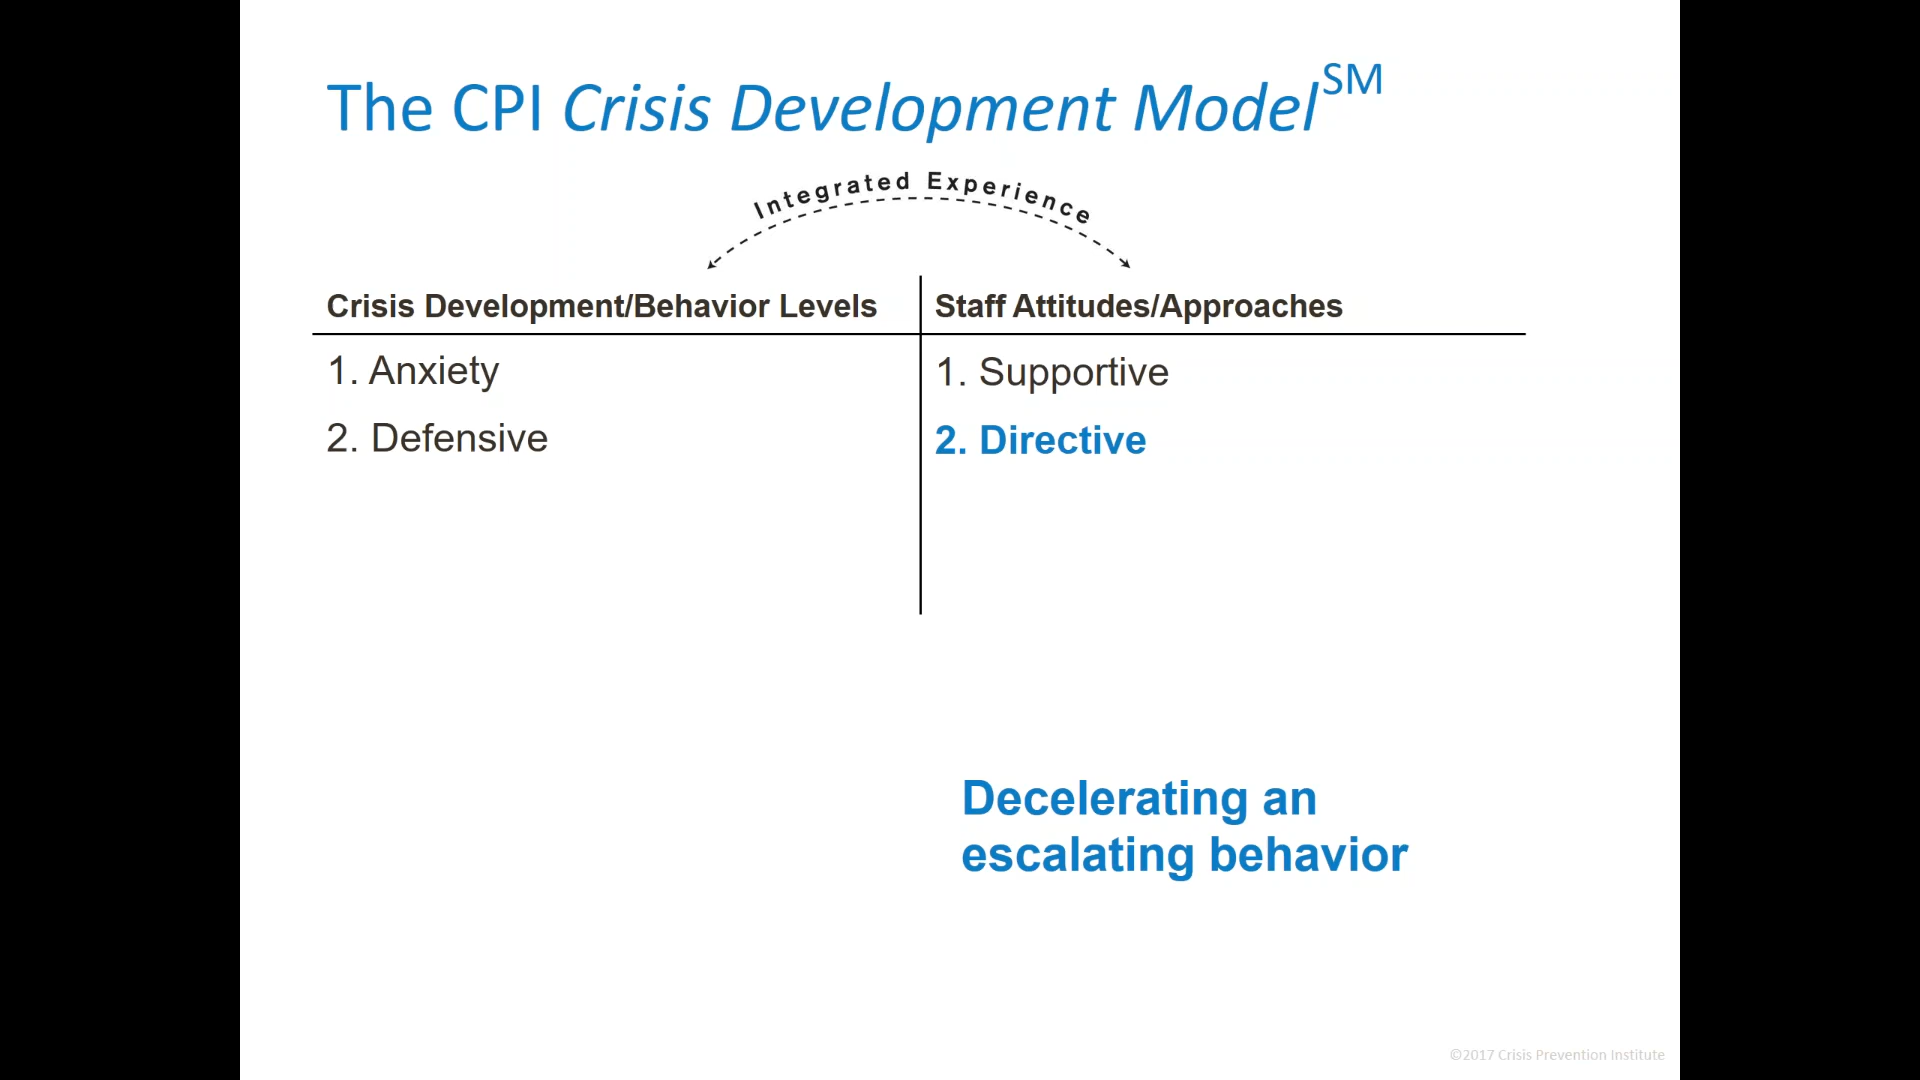 The CPI Crisis Development Model SM
Integrated Experience
Crisis Development/Behavior Levels
Staff Attitudes/Approaches
1. Anxiety
1. Supportive
2. Defensive
2. Directive
Decelerating an
escalating behavior
©2017 Crisis Prevention Institute